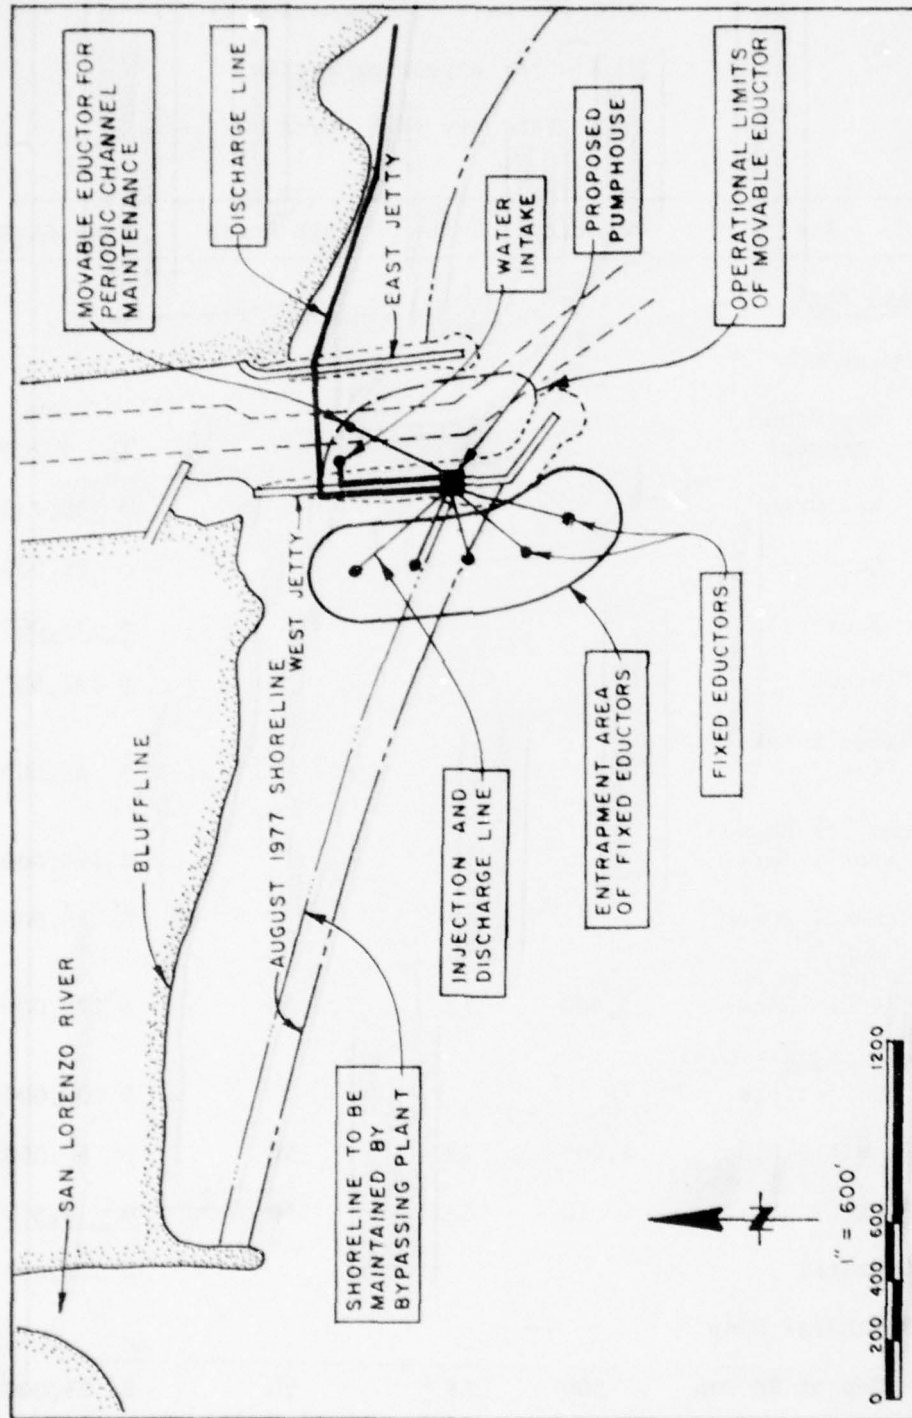 SAN LORENZO RIVER
BLUFFLINE
AUGUST 1977 SHORELINE
WEST JETTY
SHORELINE TO BE
MAINTAINED BY
BYPASSING PLANT
INJECTION AND
DISCHARGE LINE
ENTRAPMENT AREA
OF FIXED EDUCTORS
FIXED EDUCTORS
MOVABLE EDUCTOR FOR
PERIODIC CHANNEL
MAINTENANCE
DISCHARGE LINE
EAST JETTY
WATER
INTAKE
PROPOSED
PUMPHOUSE
OPERATIONAL LIMITS
OF MOVABLE EDUCTOR
N
1" = 600'
0 200 400 600 1200